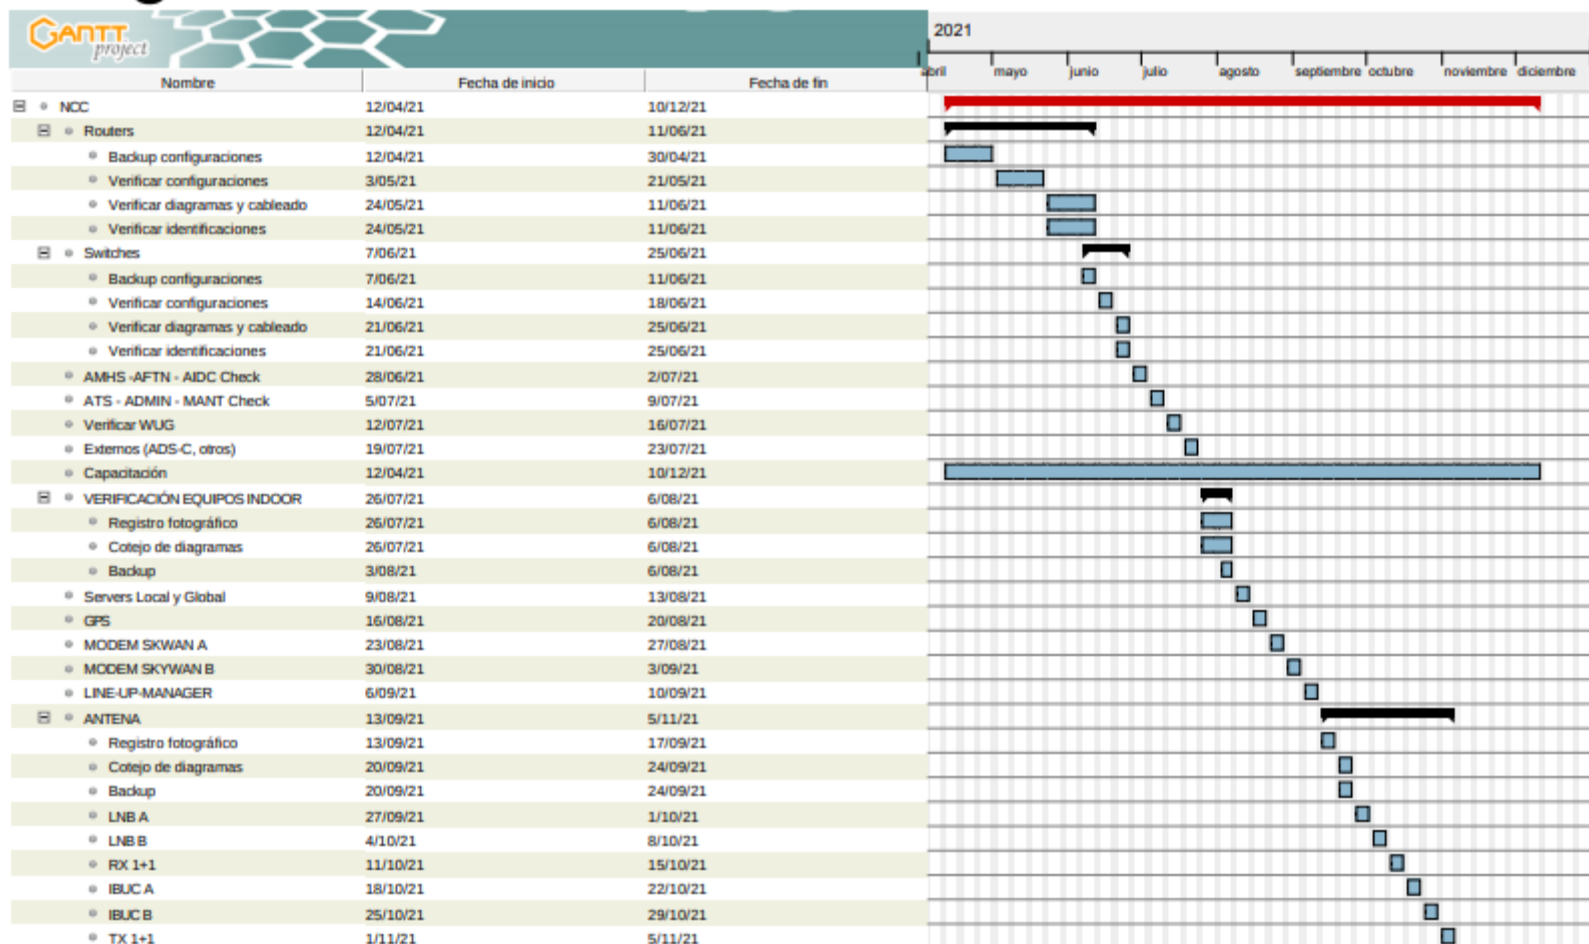 GANTT
project
2021
abril mayo junio julio agosto septiembre octubre noviembre diciembre
Nombre Fecha de inicio Fecha de fin
NCC 12/04/21 10/12/21
Routers 12/04/21 11/06/21
Backup configuraciones 12/04/21 30/04/21
Verificar configuraciones 3/05/21 21/05/21
Verificar diagramas y cableado 24/05/21 11/06/21
Verificar identificaciones 24/05/21 11/06/21
Switches 7/06/21 25/06/21
Backup configuraciones 7/06/21 11/06/21
Verificar configuraciones 14/06/21 18/06/21
Verificar diagramas y cableado 21/06/21 25/06/21
Verificar identificaciones 21/06/21 25/06/21
AMHS -AFTN - AIDC Check 28/06/21 2/07/21
ATS - ADMIN - MANT Check 5/07/21 9/07/21
Verificar WUG 12/07/21 16/07/21
Externos (ADS-C, otros) 19/07/21 23/07/21
Capacitación 12/04/21 10/12/21
VERIFICACIÓN EQUIPOS INDOOR 26/07/21 6/08/21
Registro fotográfico 26/07/21 6/08/21
Cotejo de diagramas 26/07/21 6/08/21
Backup 3/08/21 6/08/21
Servers Local y Global 9/08/21 13/08/21
GPS 16/08/21 20/08/21
MODEM SKWAN A 23/08/21 27/08/21
MODEM SKYWAN B 30/08/21 3/09/21
LINE-UP-MANAGER 6/09/21 10/09/21
ANTENA 13/09/21 5/11/21
Registro fotográfico 13/09/21 17/09/21
Cotejo de diagramas 20/09/21 24/09/21
Backup 20/09/21 24/09/21
LNB A 27/09/21 1/10/21
LNB B 4/10/21 8/10/21
RX 1+1 11/10/21 15/10/21
IBUC A 18/10/21 22/10/21
IBUC B 25/10/21 29/10/21
TX 1+1 1/11/21 5/11/21